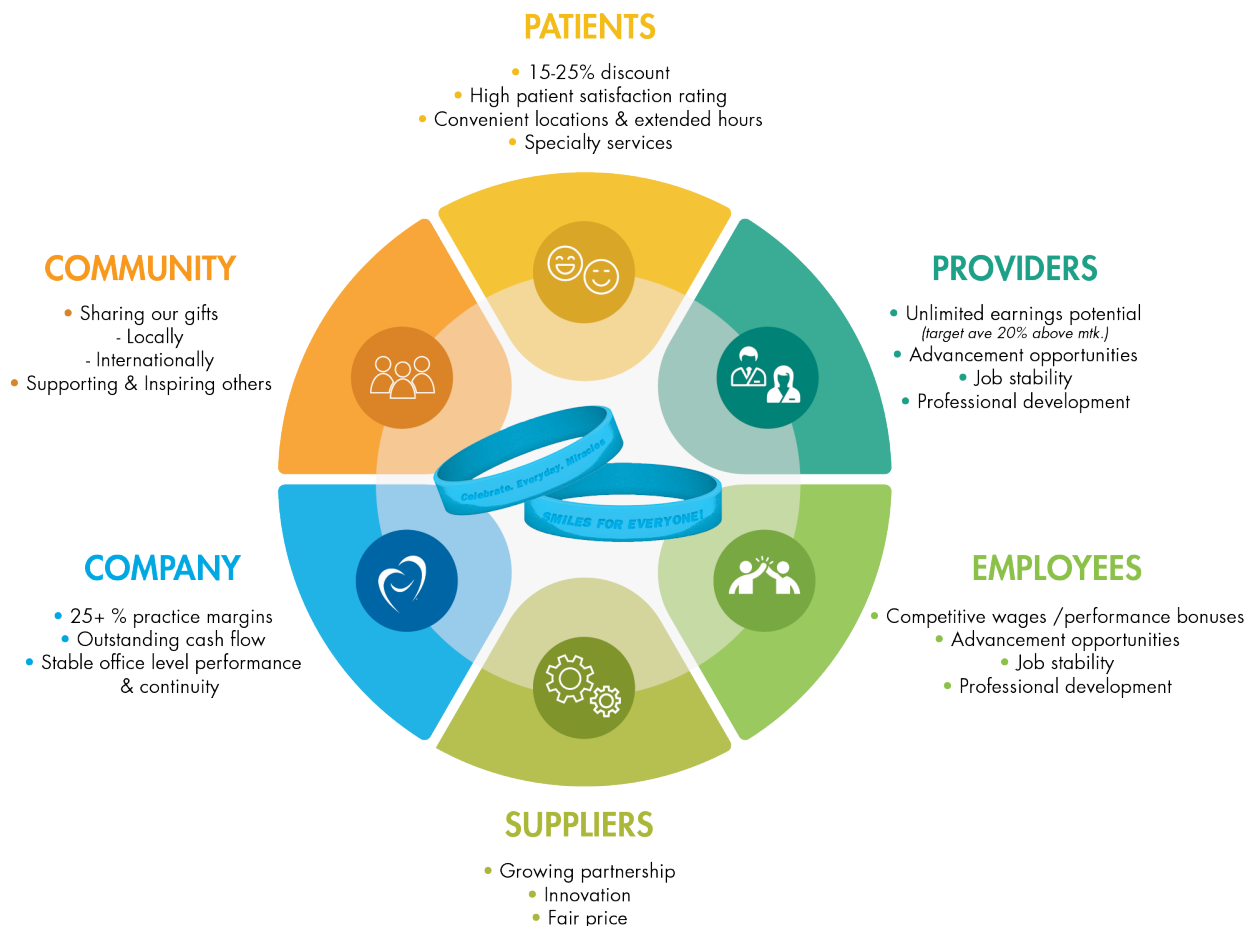 PATIENTS
• 15-25% discount
• High patient satisfaction rating
• Convenient locations & extended hours
• Specialty services
COMMUNITY
• Sharing our gifts
- Locally
- Internationally
• Supporting & Inspiring others
PROVIDERS
• Unlimited earnings potential
(target ave 20% above mtk.)
• Advancement opportunities
• Job stability
• Professional development
Celebrate. Everyday. Miracles
SMILES FOR EVERYONE!
COMPANY
• 25+ % practice margins
• Outstanding cash flow
• Stable office level performance
& continuity
EMPLOYEES
• Competitive wages /performance bonuses
• Advancement opportunities
• Job stability
• Professional development
SUPPLIERS
• Growing partnership
• Innovation
• Fair price